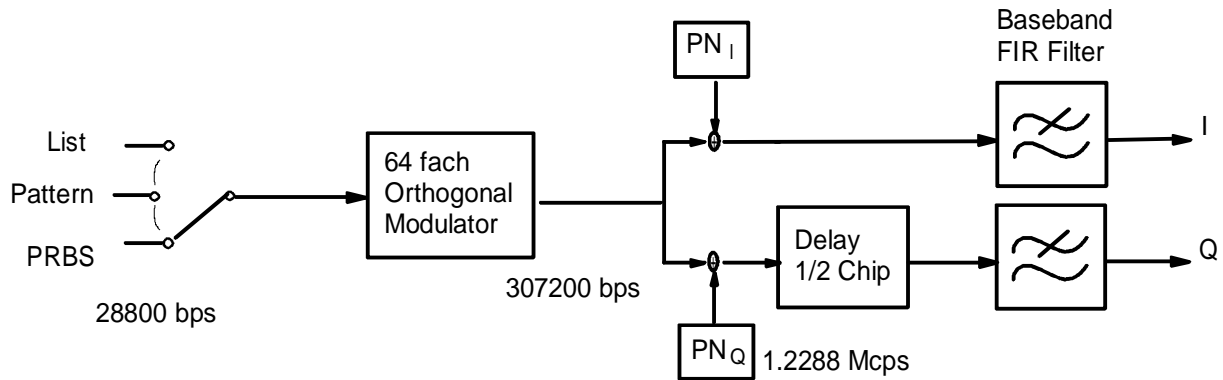 Baseband
FIR Filter
PN I
List
Pattern
PRBS
28800 bps
64 fach
Orthogonal
Modulator
307200 bps
I
Delay
1/2 Chip
Q
PN Q
1.2288 Mcps